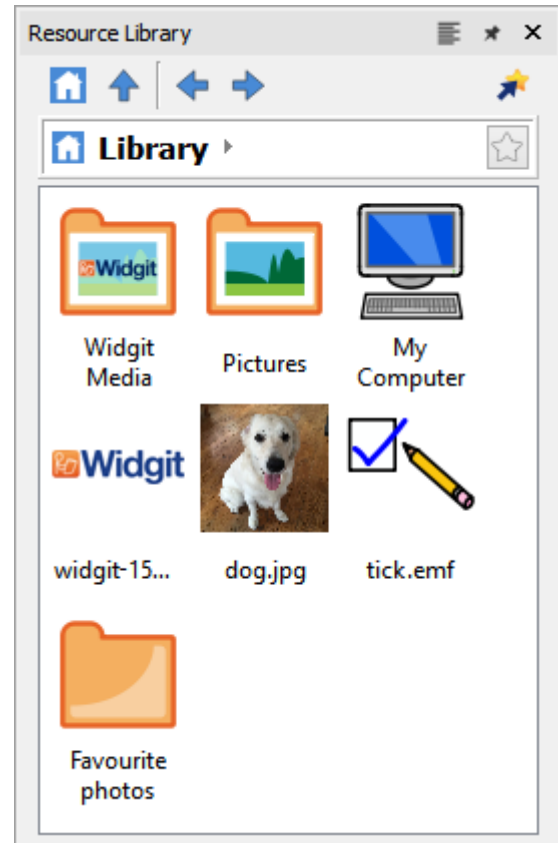 Resource Library
Library
Widgit
Widgit
Media
Pictures
My
Computer
Widgit
widgit-15...
dog.jpg
tick.emf
Favourite
photos